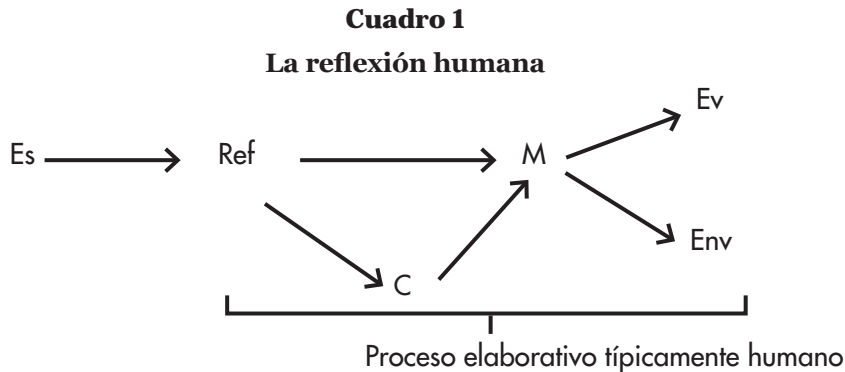 Cuadro 1
La reflexión humana
Ev
Es Ref M
Env
C
Proceso elaborativo típicamente humano